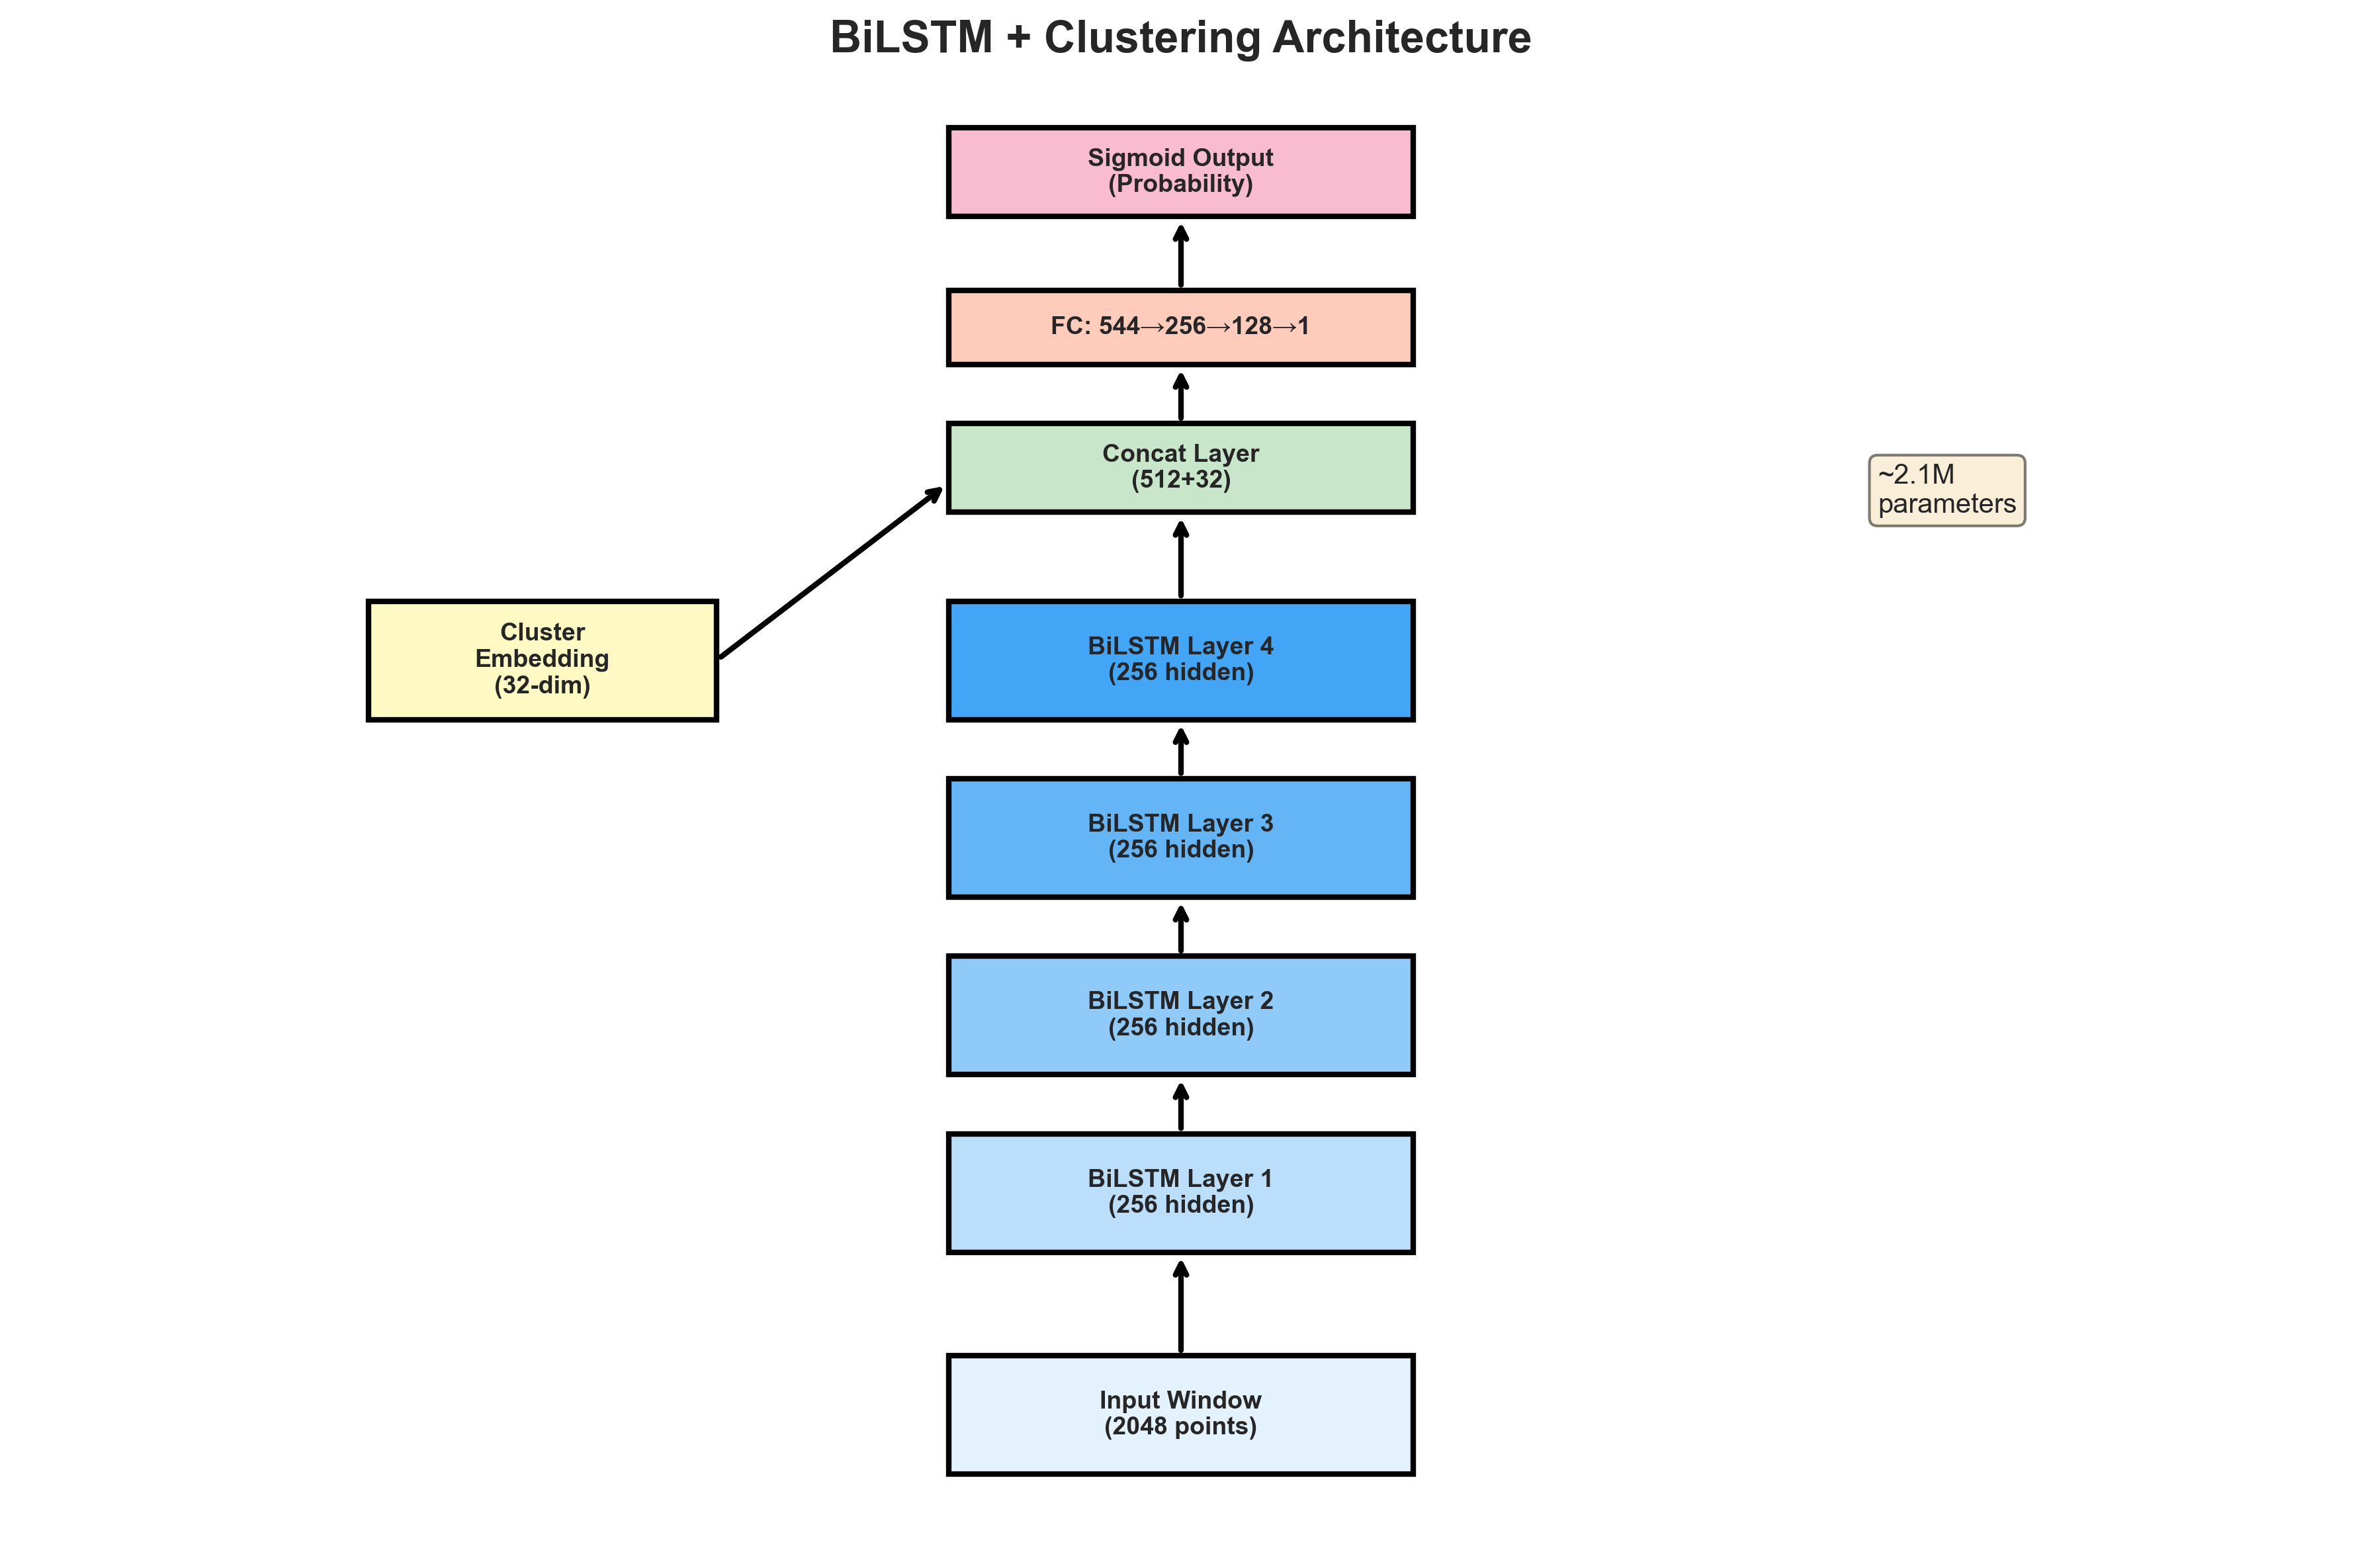 BiLSTM + Clustering Architecture
Sigmoid Output
(Probability)
FC: 544→256→128→1
Concat Layer
(512+32)
~2.1M
parameters
Cluster
Embedding
(32-dim)
BiLSTM Layer 4
(256 hidden)
BiLSTM Layer 3
(256 hidden)
BiLSTM Layer 2
(256 hidden)
BiLSTM Layer 1
(256 hidden)
Input Window
(2048 points)